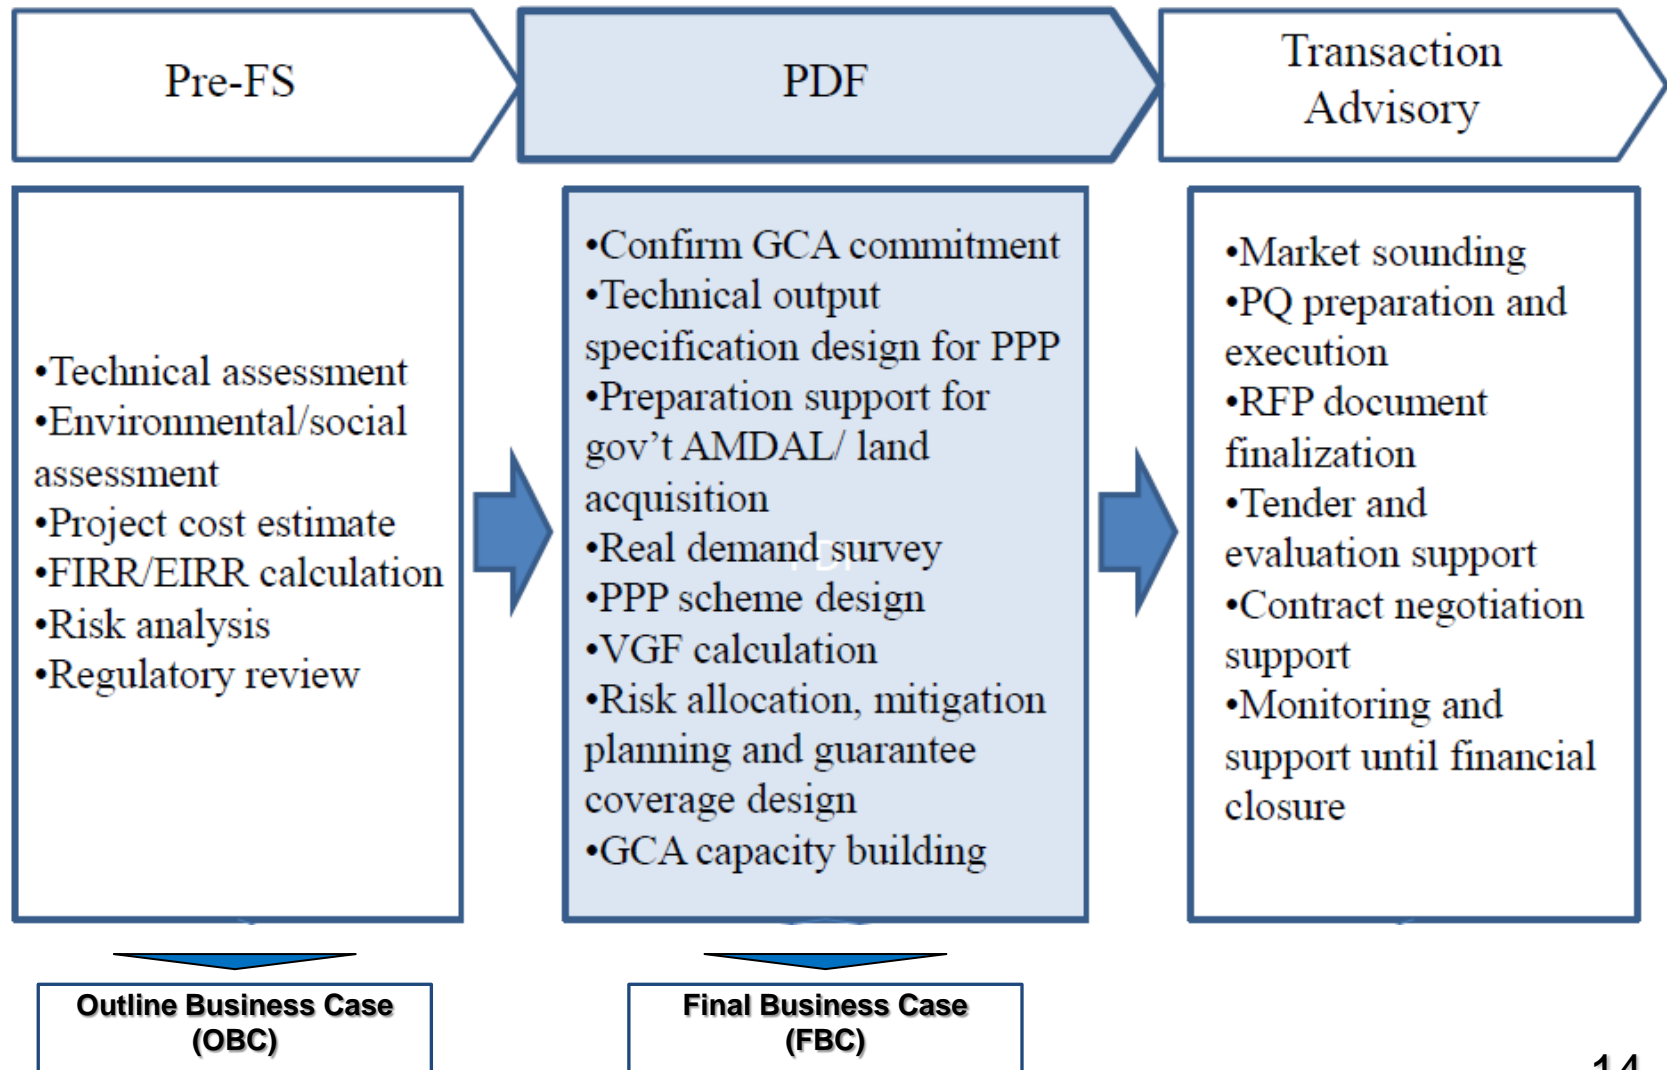 Pre-FS
PDF
Transaction
Advisory
•Technical assessment
•Environmental/social
assessment
•Project cost estimate
•FIRR/EIRR calculation
•Risk analysis
•Regulatory review
•Confirm GCA commitment
•Technical output
specification design for PPP
•Preparation support for
gov’t AMDAL/ land
acquisition
•Real demand survey
PDF
•PPP scheme design
•VGF calculation
•Risk allocation, mitigation
planning and guarantee
coverage design
•GCA capacity building
•Market sounding
•PQ preparation and
execution
•RFP document
finalization
•Tender and
evaluation support
•Contract negotiation
support
•Monitoring and
support until financial
closure
Outline Business Case
(OBC)
Final Business Case
(FBC)
14